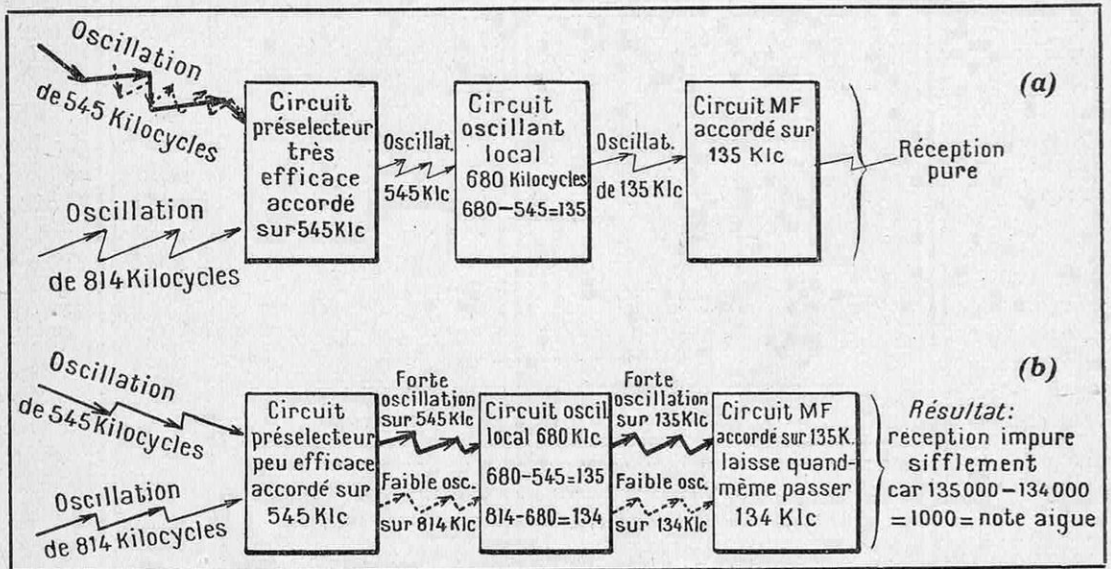 (a)
Oscillation
de 545 Kilocycles
Oscillation
de 814 Kilocycles
Circuit
préselecteur
très
efficace
accordé
sur 545 Klc
Oscillat.
545 Klc
Circuit
oscillant
local
680 Kilocycles
680-545=135
Oscillat.
de 135 Klc
Circuit MF
accordé sur
135 Klc
Réception
pure
(b)
Oscillation
de 545 Kilocycles
Oscillation
de 814 Kilocycles
Circuit
préselecteur
peu efficace
accordé sur
545 Klc
Forte
oscillation
sur 545 Klc
Faible osc.
sur 814 Klc
Circuit oscil.
local 680 Klc
680-545=135
814-680=134
Forte
oscillation
sur 135 Klc
Faible osc.
sur 134 Klc
Circuit MF
accordé sur 135K.
laisse quand-
même passer
134 Klc
Résultat:
réception impure
sifflement
car 135000-134000
=1000= note aigue